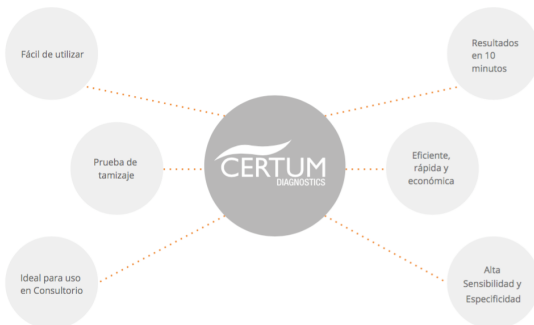 Fácil de utilizar
Resultados
en 10
minutos
Prueba de
tamizaje
CERTUM
DIAGNOSTICS
Eficiente,
rápida y
económica
Ideal para uso
en Consultorio
Alta
Sensibilidad y
Especificidad